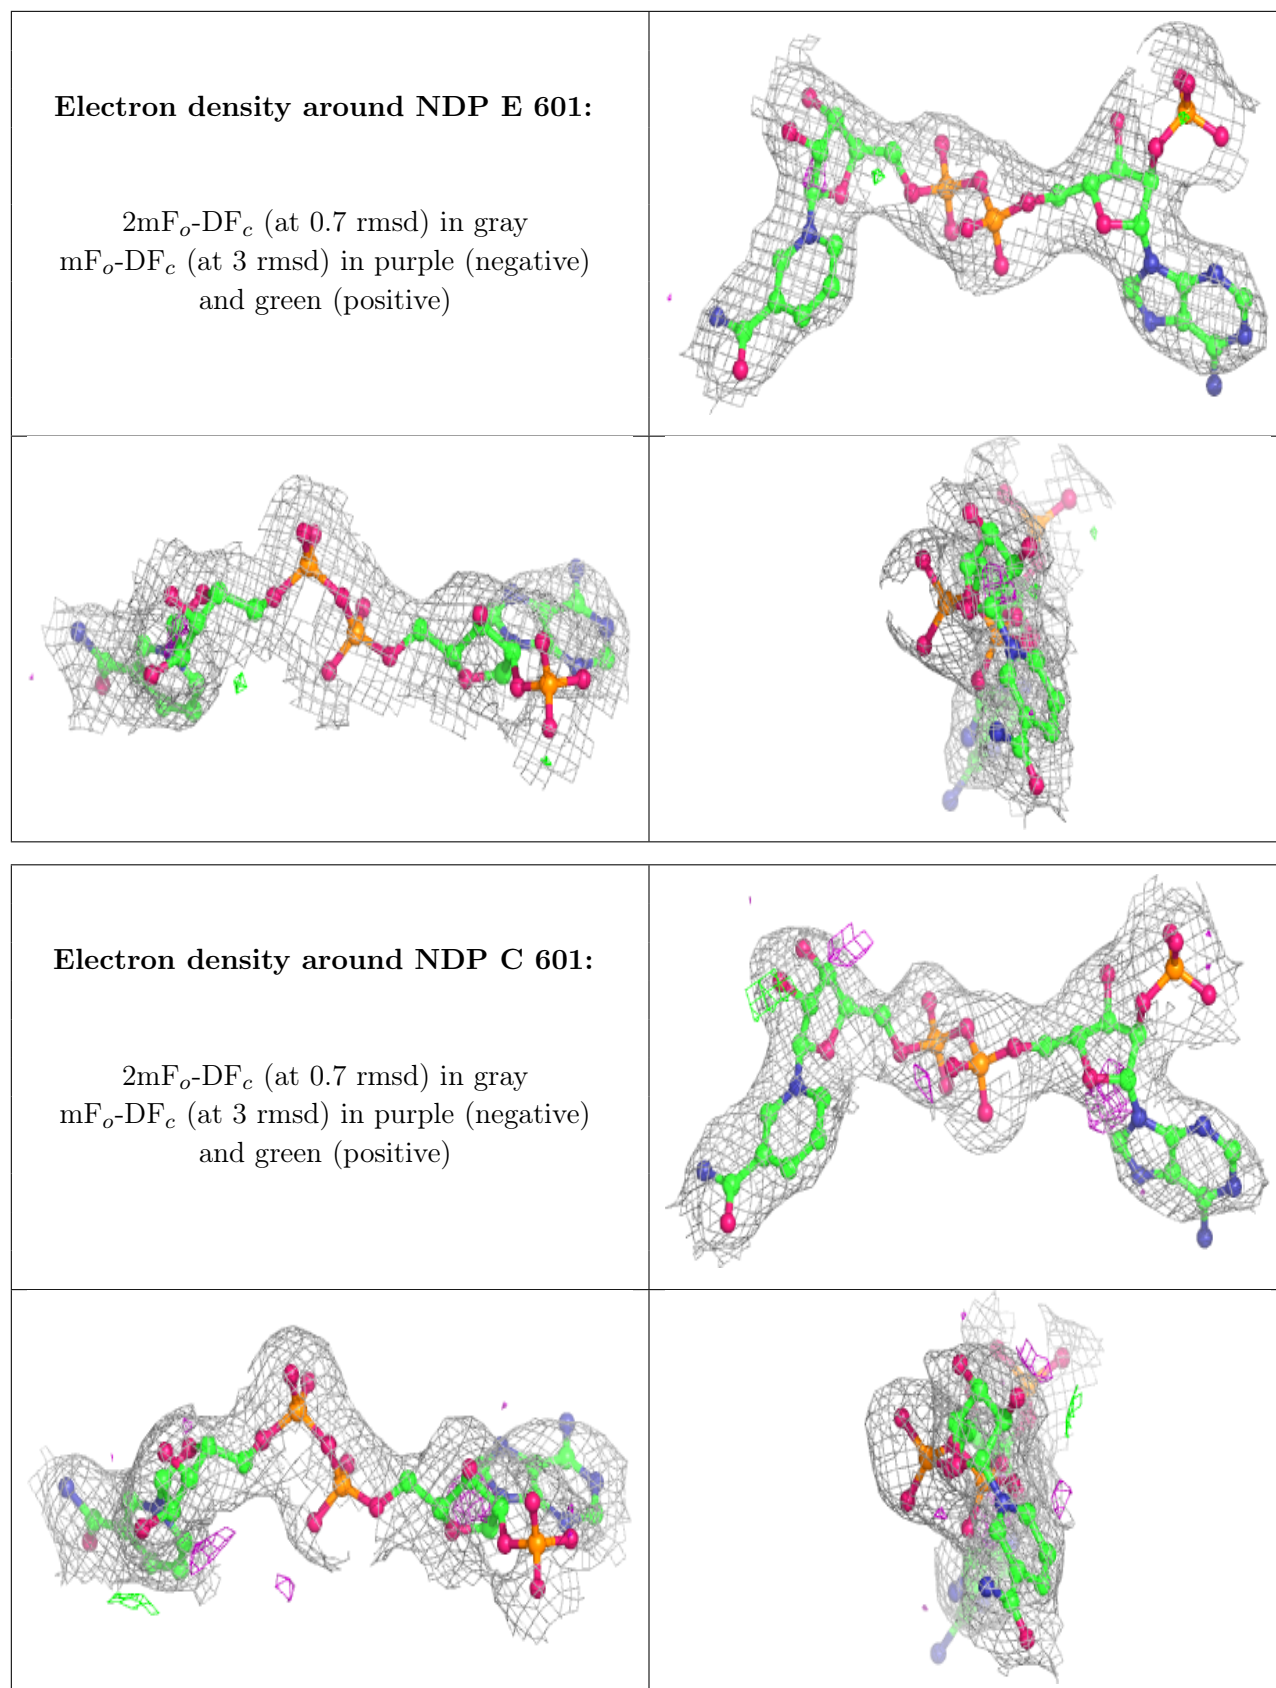 Electron density around NDP E 601:
2mFₒ-DF𝑐 (at 0.7 rmsd) in gray
mFₒ-DF𝑐 (at 3 rmsd) in purple (negative)
and green (positive)
Electron density around NDP C 601:
2mFₒ-DF𝑐 (at 0.7 rmsd) in gray
mFₒ-DF𝑐 (at 3 rmsd) in purple (negative)
and green (positive)